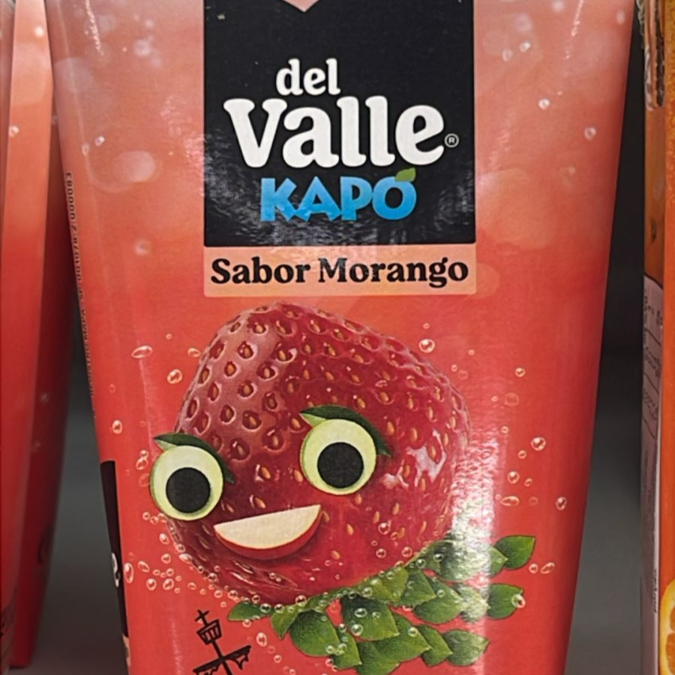 del
Valle®
KAPO
Sabor Morango